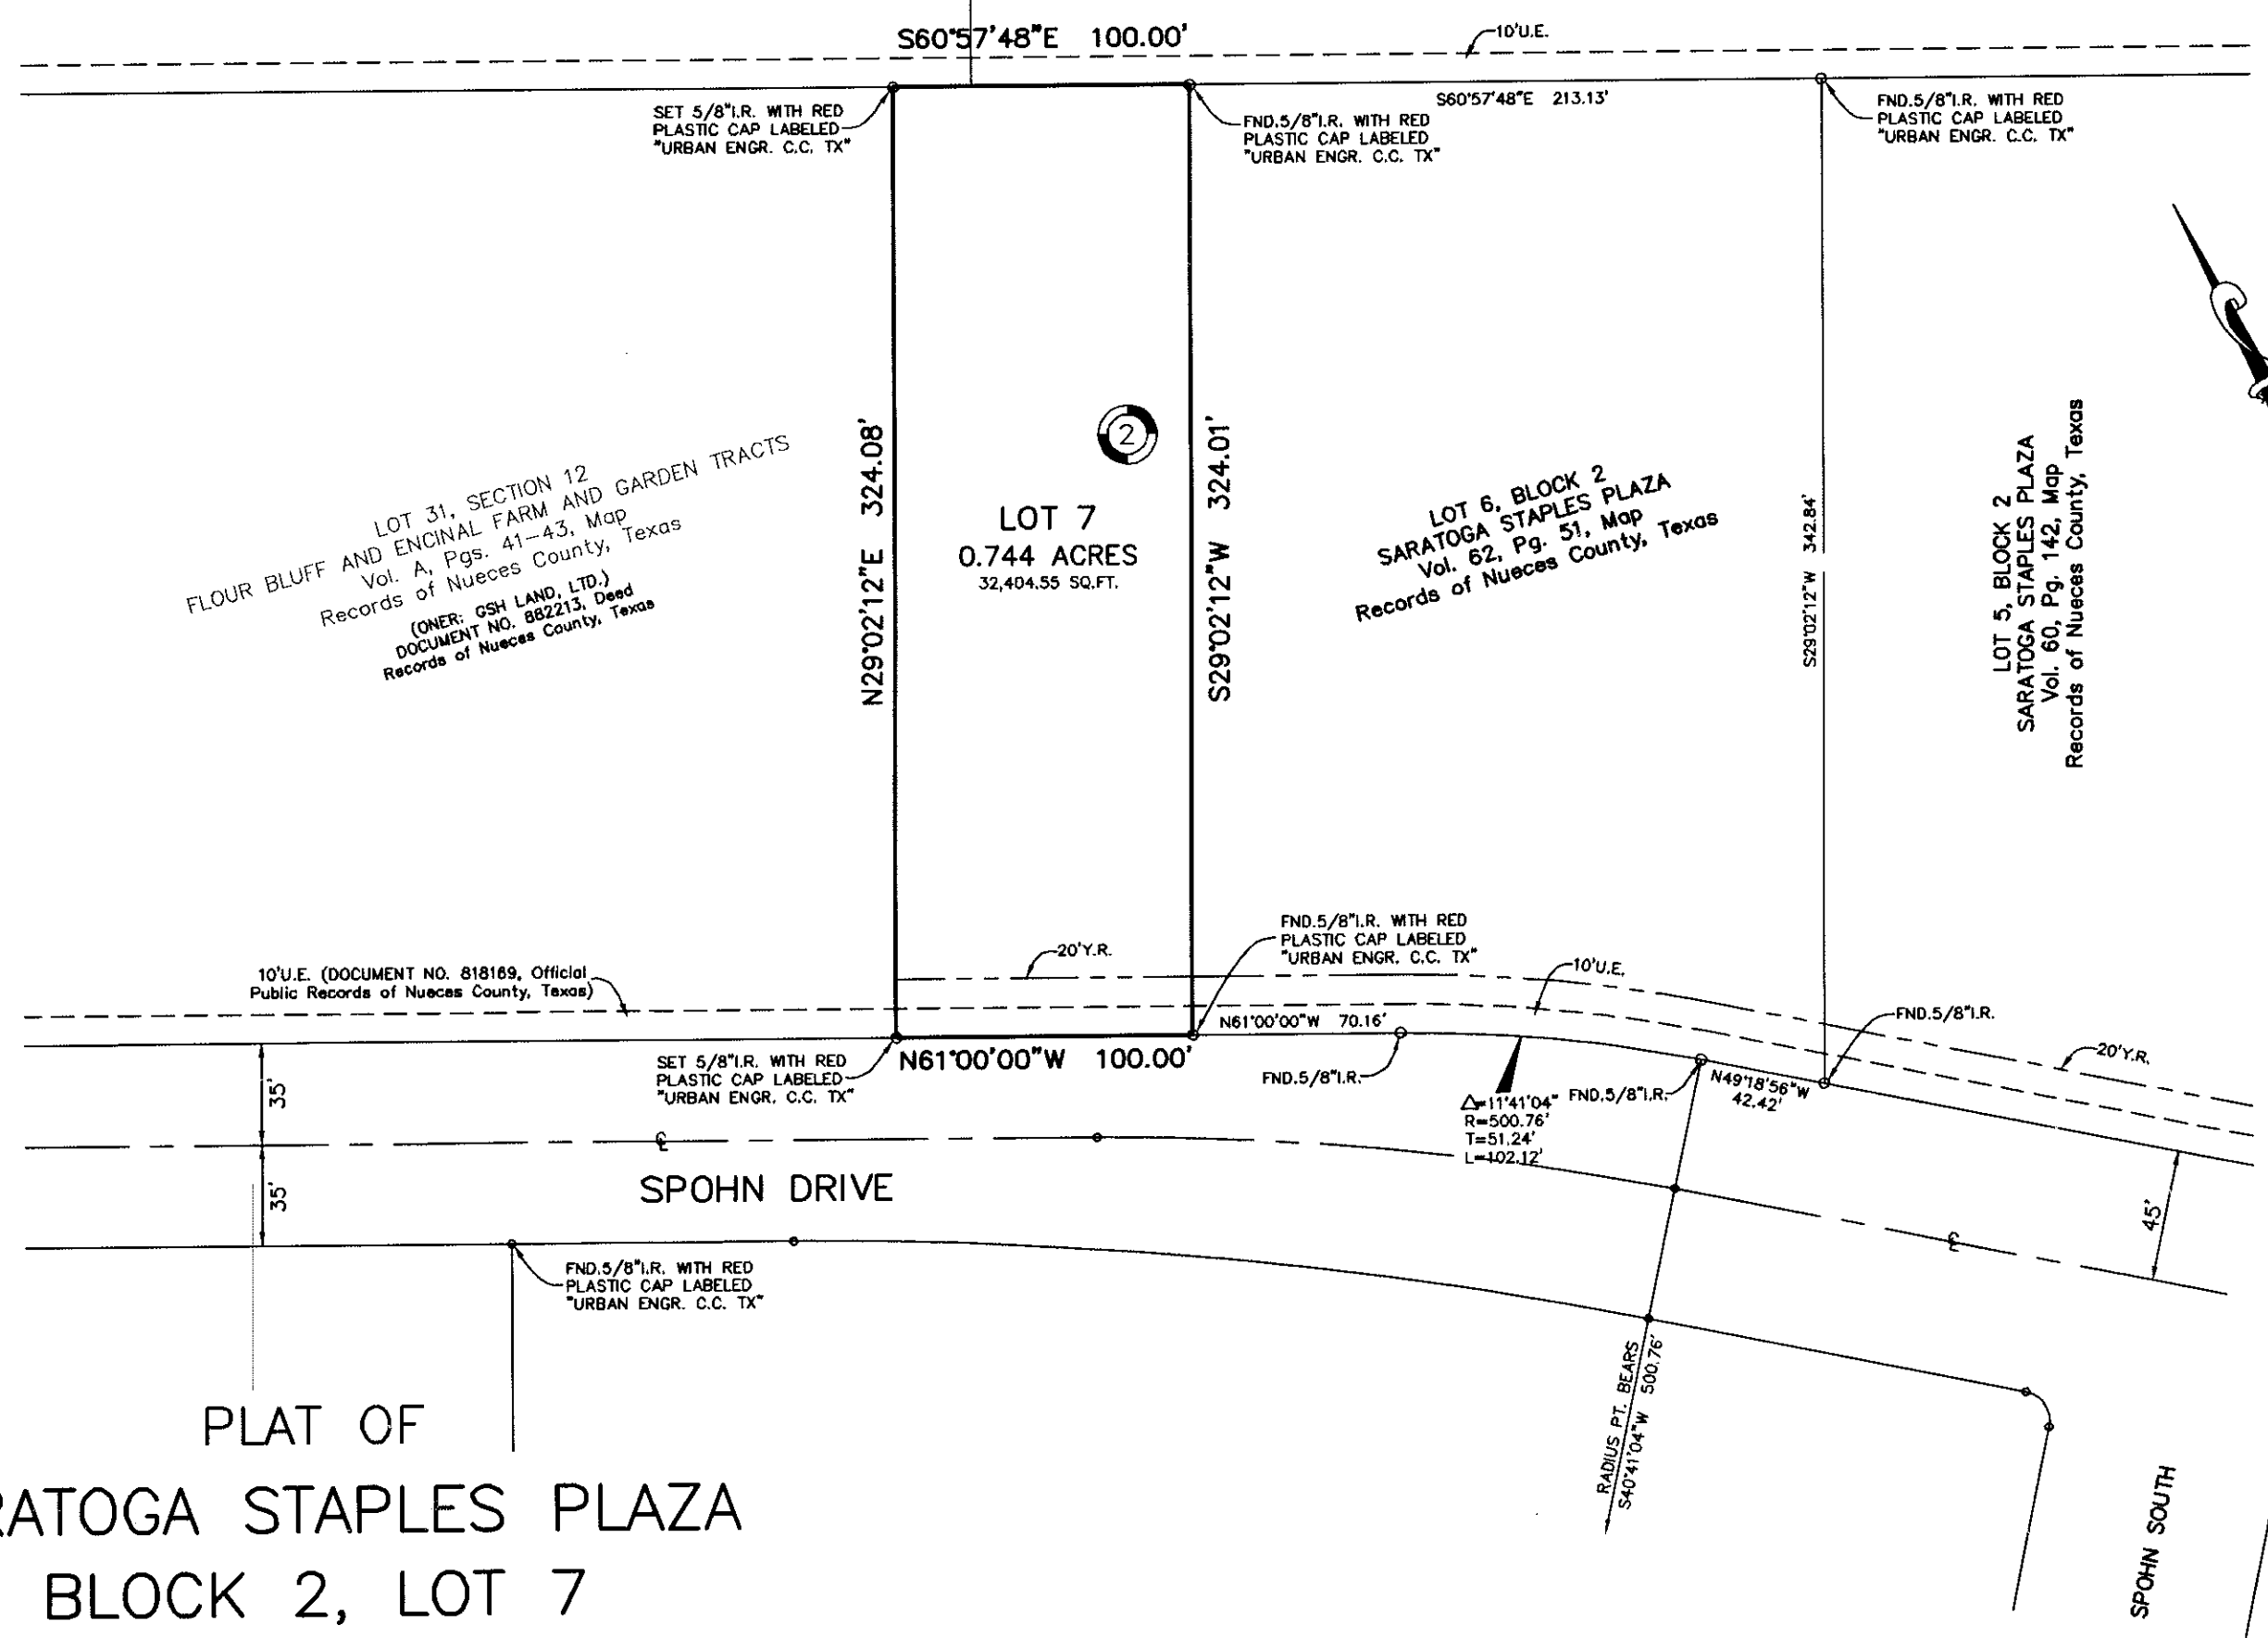 S60°57'48"E 100.00'
10'U.E.
SET 5/8"I.R. WITH RED
PLASTIC CAP LABELED
"URBAN ENGR. C.C. TX"
FND.5/8"I.R. WITH RED
PLASTIC CAP LABELED
"URBAN ENGR. C.C. TX"
S60°57'48"E 213.13'
FND.5/8"I.R. WITH RED
PLASTIC CAP LABELED
"URBAN ENGR. C.C. TX"
LOT 31, SECTION 12
FLOUR BLUFF AND ENCINAL FARM AND GARDEN TRACTS
Vol. A, Pgs. 41-43, Map
Records of Nueces County, Texas
(ONER: GSH LAND, LTD.)
DOCUMENT NO. 882213, Deed
Records of Nueces County, Texas
N29°02'12"E 324.08'
2
LOT 7
0.744 ACRES
32,404.55 SQ.FT.
S29°02'12"W 324.01'
LOT 6, BLOCK 2
SARATOGA STAPLES PLAZA
Vol. 62, Pg. 51, Map
Records of Nueces County, Texas
S29°02'12"W 342.84'
LOT 5, BLOCK 2
SARATOGA STAPLES PLAZA
Vol. 60, Pg. 142, Map
Records of Nueces County, Texas
10'U.E. (DOCUMENT NO. 818169, Official
Public Records of Nueces County, Texas)
20'Y.R.
FND.5/8"I.R. WITH RED
PLASTIC CAP LABELED
"URBAN ENGR. C.C. TX"
10'U.E.
N61°00'00"W 70.16'
FND.5/8"I.R.
20'Y.R.
SET 5/8"I.R. WITH RED
PLASTIC CAP LABELED
"URBAN ENGR. C.C. TX"
N61°00'00"W 100.00'
FND.5/8"I.R.
Δ=11°41'04"
R=500.76'
T=51.24'
L=102.12'
FND.5/8"I.R.
N49°18'56"W
42.42'
35'
35'
℄
SPOHN DRIVE
℄
45'
FND.5/8"I.R. WITH RED
PLASTIC CAP LABELED
"URBAN ENGR. C.C. TX"
RADIUS PT. BEARS
S40°41'04"W 500.76'
SPOHN SOUTH
PLAT OF
RATOGA STAPLES PLAZA
BLOCK 2, LOT 7